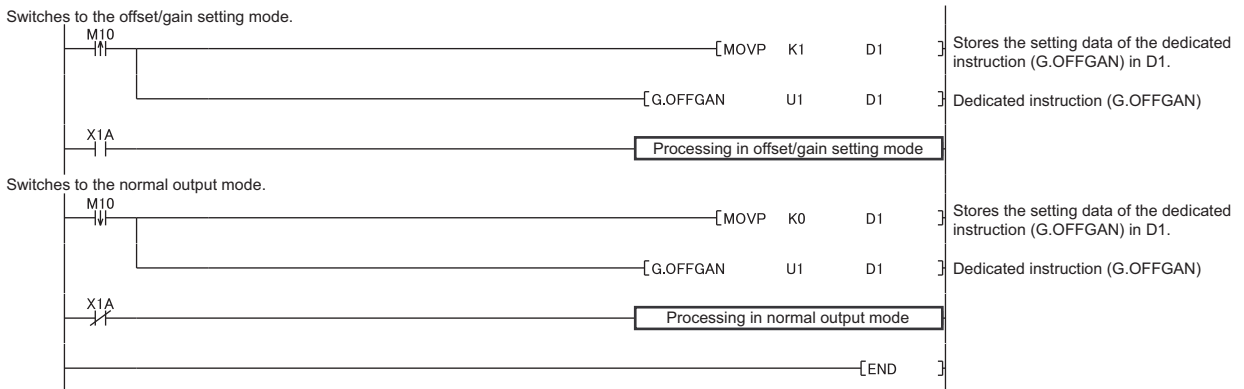 Switches to the offset/gain setting mode.
M10
[MOVP K1 D1 ]
Stores the setting data of the dedicated
instruction (G.OFFGAN) in D1.
[G.OFFGAN U1 D1 ]
Dedicated instruction (G.OFFGAN)
X1A
Processing in offset/gain setting mode
Switches to the normal output mode.
M10
[MOVP K0 D1 ]
Stores the setting data of the dedicated
instruction (G.OFFGAN) in D1.
[G.OFFGAN U1 D1 ]
Dedicated instruction (G.OFFGAN)
X1A
Processing in normal output mode
[END ]